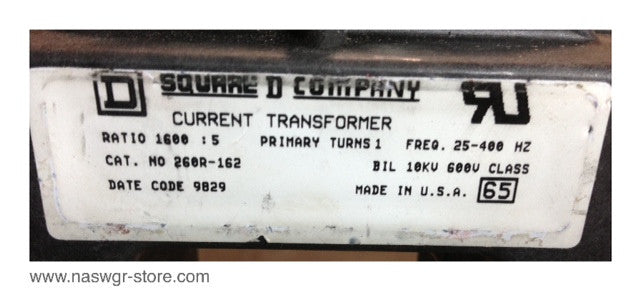 D SQUARE D COMPANY
CURRENT TRANSFORMER
RATIO 1600 : 5 PRIMARY TURNS 1 FREQ. 25-400 HZ
CAT. NO 260R-162 BIL 10KV 600V CLASS
DATE CODE 9829 MADE IN U.S.A. 65
www.naswgr-store.com